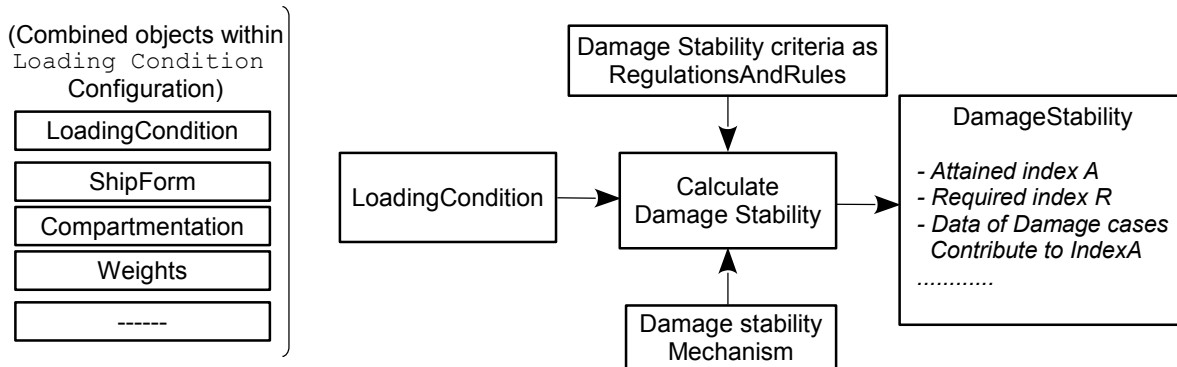 (Combined objects within
Loading Condition
Configuration)
LoadingCondition
ShipForm
Compartmentation
Weights
------
LoadingCondition
Damage Stability criteria as
RegulationsAndRules
Calculate
Damage Stability
Damage stability
Mechanism
DamageStability
- Attained index A
- Required index R
- Data of Damage cases
Contribute to IndexA
............